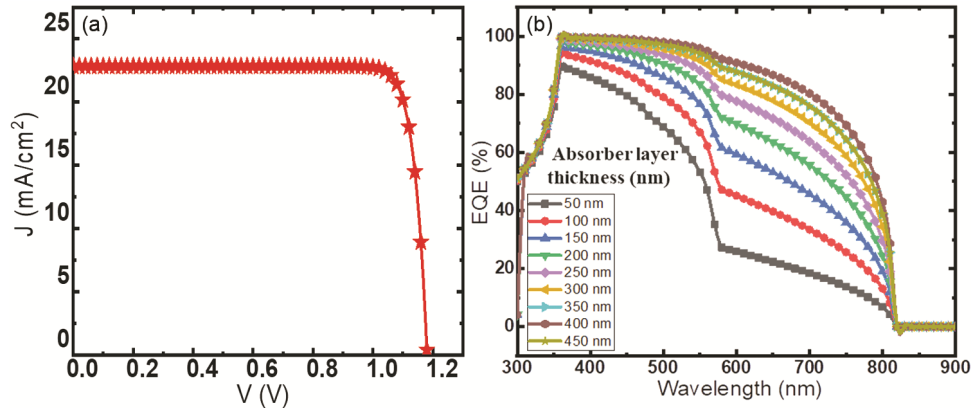 (a)
25
20
15
10
5
0
J (mA/cm²)
0.0 0.2 0.4 0.6 0.8 1.0 1.2
V (V)
(b)
100
80
60
40
20
0
EQE (%)
Absorber layer
thickness (nm)
50 nm
100 nm
150 nm
200 nm
250 nm
300 nm
350 nm
400 nm
450 nm
300 400 500 600 700 800 900
Wavelength (nm)